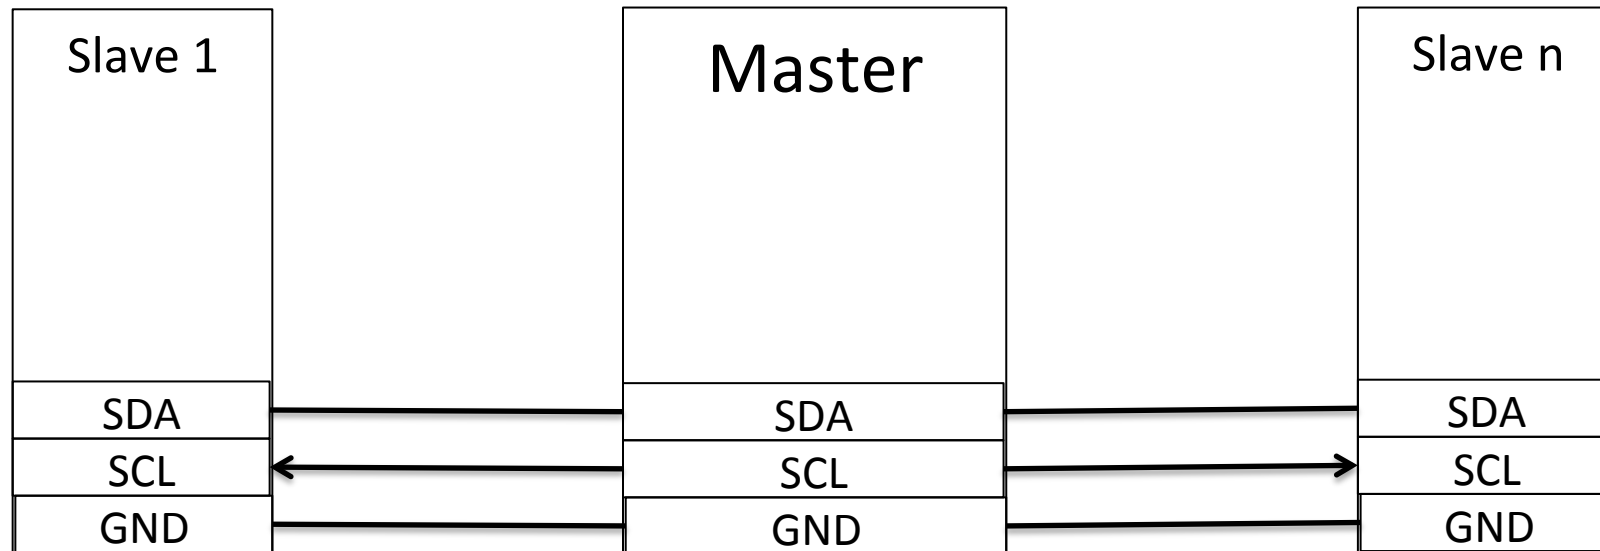 Slave 1
Master
Slave n
SDA
SDA
SDA
SCL
SCL
SCL
GND
GND
GND